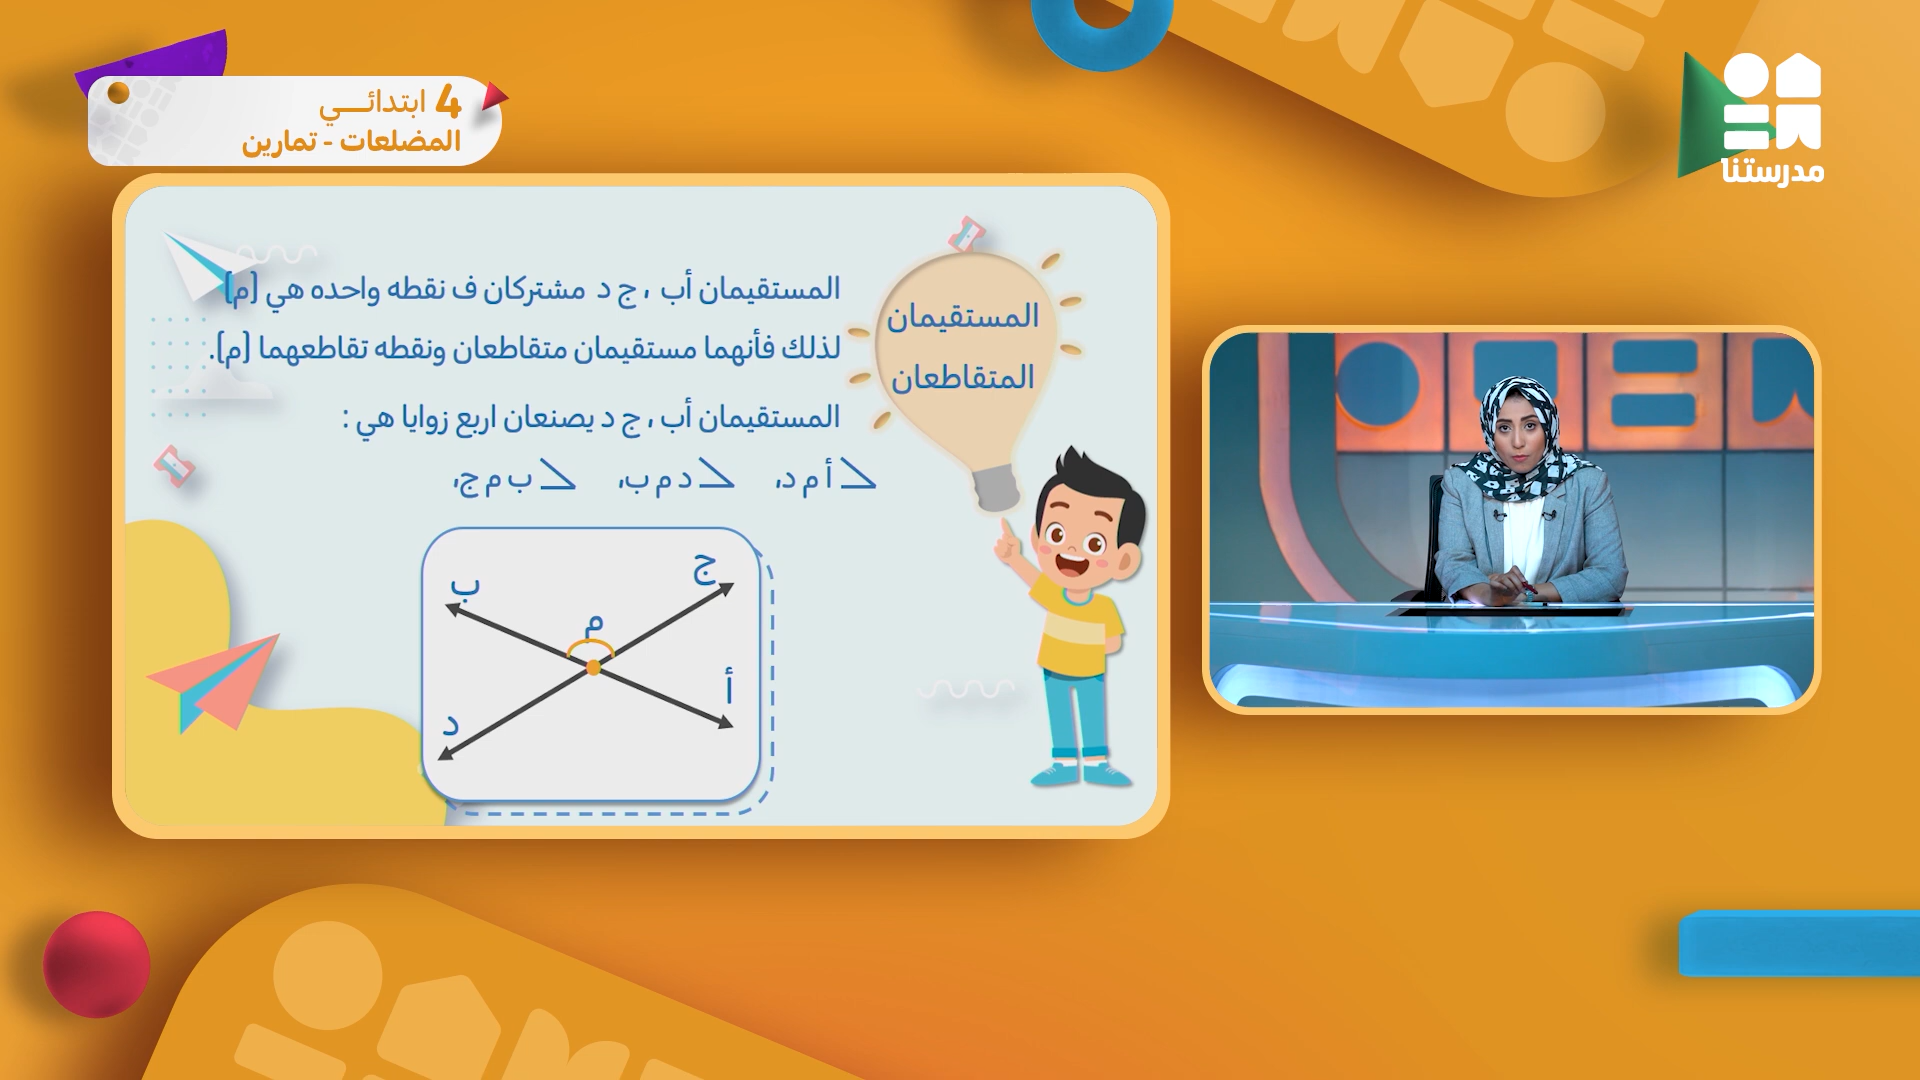 4 ابتدائـــــي
المضلعات - تمارين
مدرستنا
المستقيمان
المتقاطعان
المستقيمان أب ، ج د مشتركان ف نقطه واحده هي (م)
لذلك فأنهما مستقيمان متقاطعان ونقطه تقاطعهما (م).
المستقيمان أب ، ج د يصنعان اربع زوايا هي :
أ م د، د م ب، ب م ج،
ب ج
م
أ
د